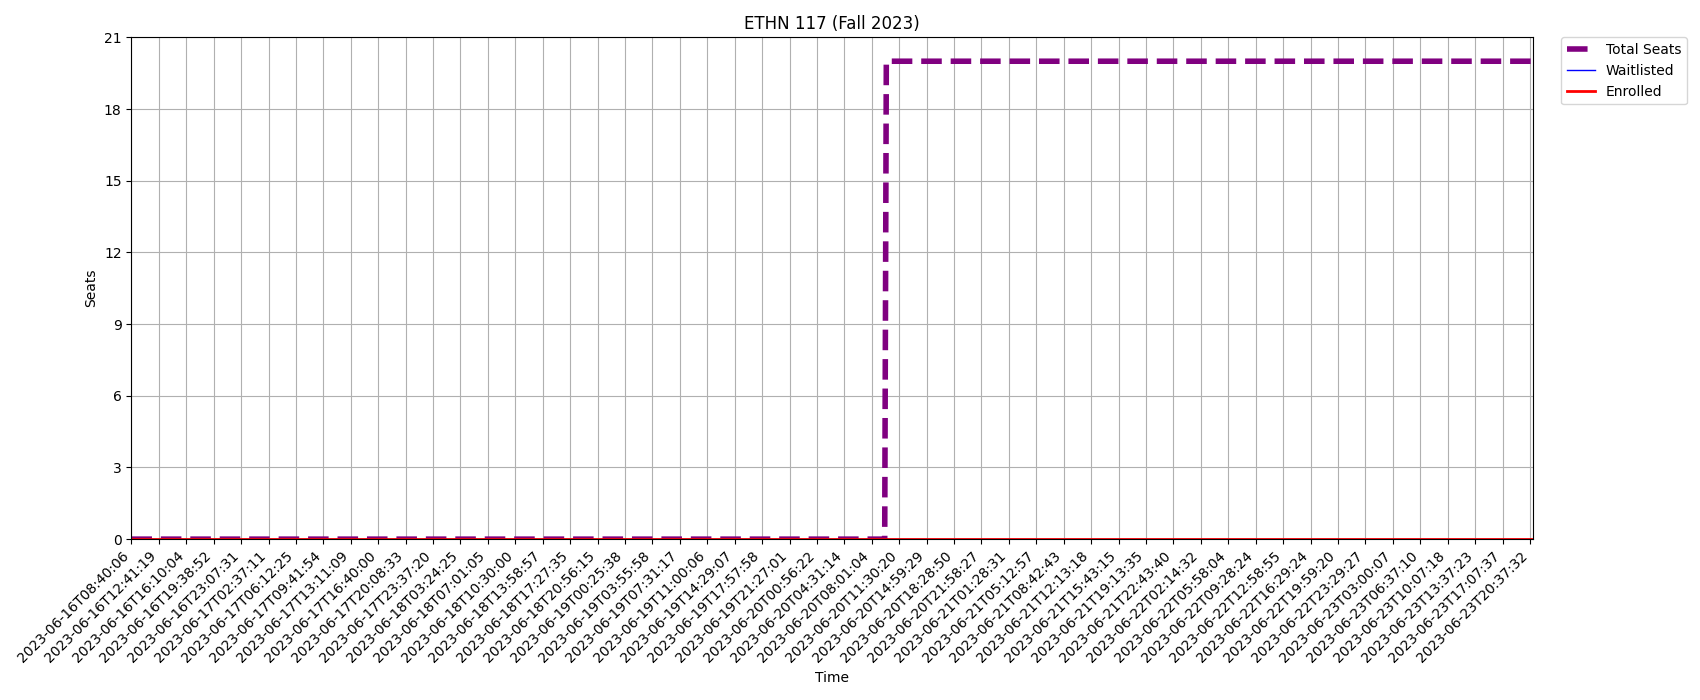 ETHN 117 (Fall 2023)
Total Seats
Waitlisted
Enrolled
21
18
15
12
9
6
3
0
Seats
2023-06-16T08:40:06
2023-06-16T12:41:19
2023-06-16T16:10:04
2023-06-16T19:38:52
2023-06-16T23:07:31
2023-06-17T02:37:11
2023-06-17T06:12:25
2023-06-17T09:41:54
2023-06-17T13:11:09
2023-06-17T16:40:00
2023-06-17T20:08:33
2023-06-17T23:37:20
2023-06-18T03:24:25
2023-06-18T07:01:05
2023-06-18T10:30:00
2023-06-18T13:58:57
2023-06-18T17:27:35
2023-06-18T20:56:15
2023-06-19T00:25:38
2023-06-19T03:55:58
2023-06-19T07:31:17
2023-06-19T11:00:06
2023-06-19T14:29:07
2023-06-19T17:57:58
2023-06-19T21:27:01
2023-06-20T00:56:22
2023-06-20T04:31:14
2023-06-20T08:01:04
2023-06-20T11:30:20
2023-06-20T14:59:29
2023-06-20T18:28:50
2023-06-20T21:58:27
2023-06-21T01:28:31
2023-06-21T05:12:57
2023-06-21T08:42:43
2023-06-21T12:13:18
2023-06-21T15:43:15
2023-06-21T19:13:35
2023-06-21T22:43:40
2023-06-22T02:14:32
2023-06-22T05:58:04
2023-06-22T09:28:24
2023-06-22T12:58:55
2023-06-22T16:29:24
2023-06-22T19:59:20
2023-06-22T23:29:27
2023-06-23T03:00:07
2023-06-23T06:37:10
2023-06-23T10:07:18
2023-06-23T13:37:23
2023-06-23T17:07:37
2023-06-23T20:37:32
Time